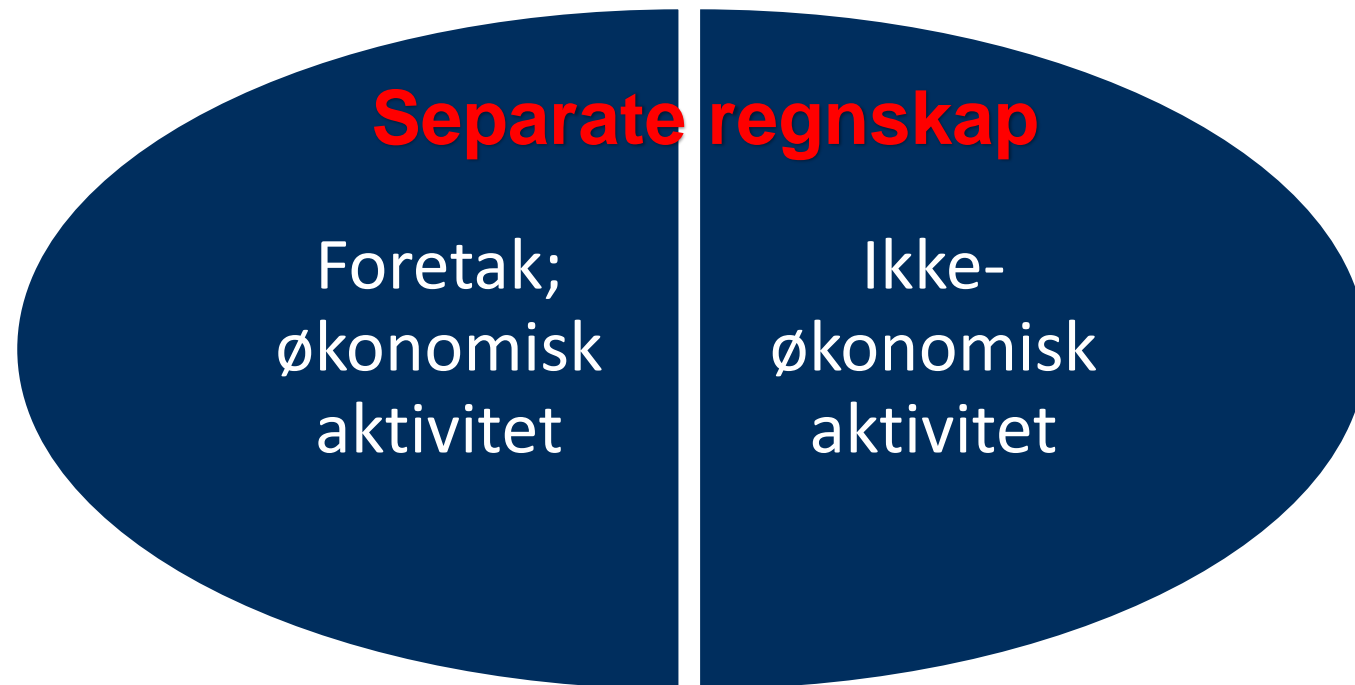 Separate regnskap
Foretak;
økonomisk
aktivitet
Ikke-
økonomisk
aktivitet